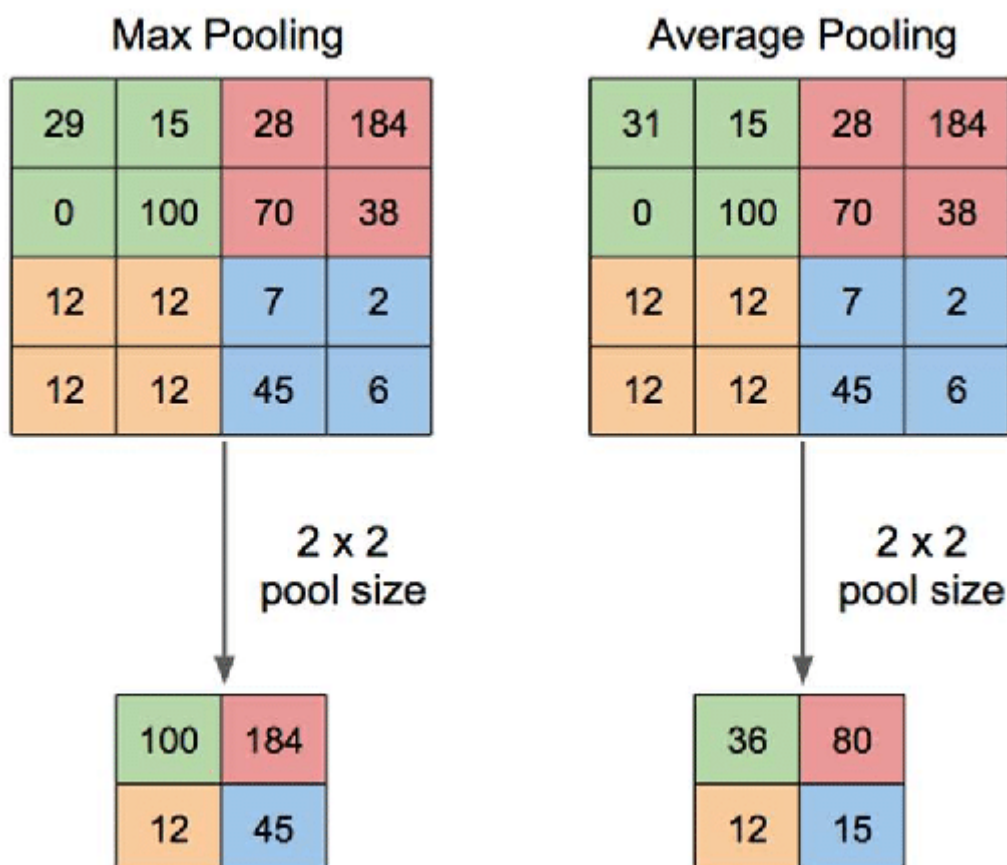 Max Pooling
29 15 28 184
0 100 70 38
12 12 7 2
12 12 45 6
2 x 2
pool size
100 184
12 45
Average Pooling
31 15 28 184
0 100 70 38
12 12 7 2
12 12 45 6
2 x 2
pool size
36 80
12 15